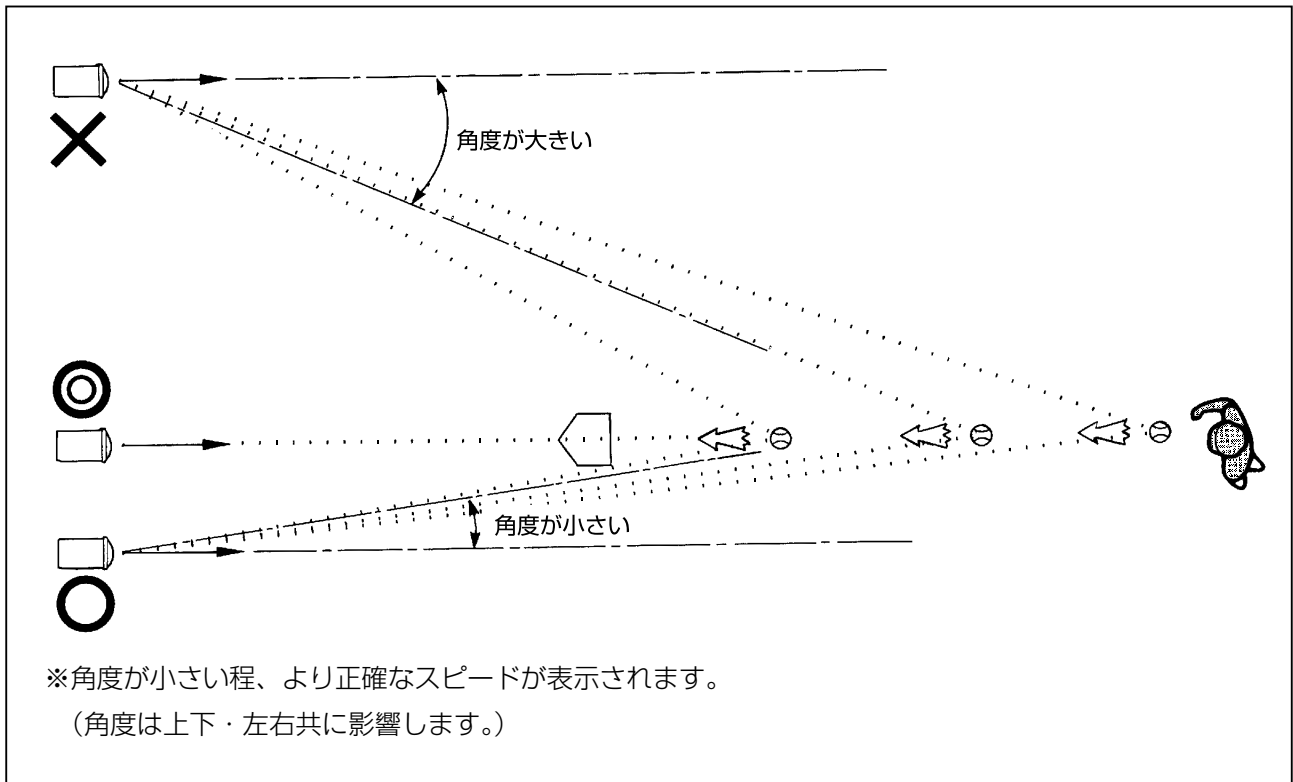 角度が大きい
角度が小さい
※角度が小さい程、より正確なスピードが表示されます。
（角度は上下・左右共に影響します。）